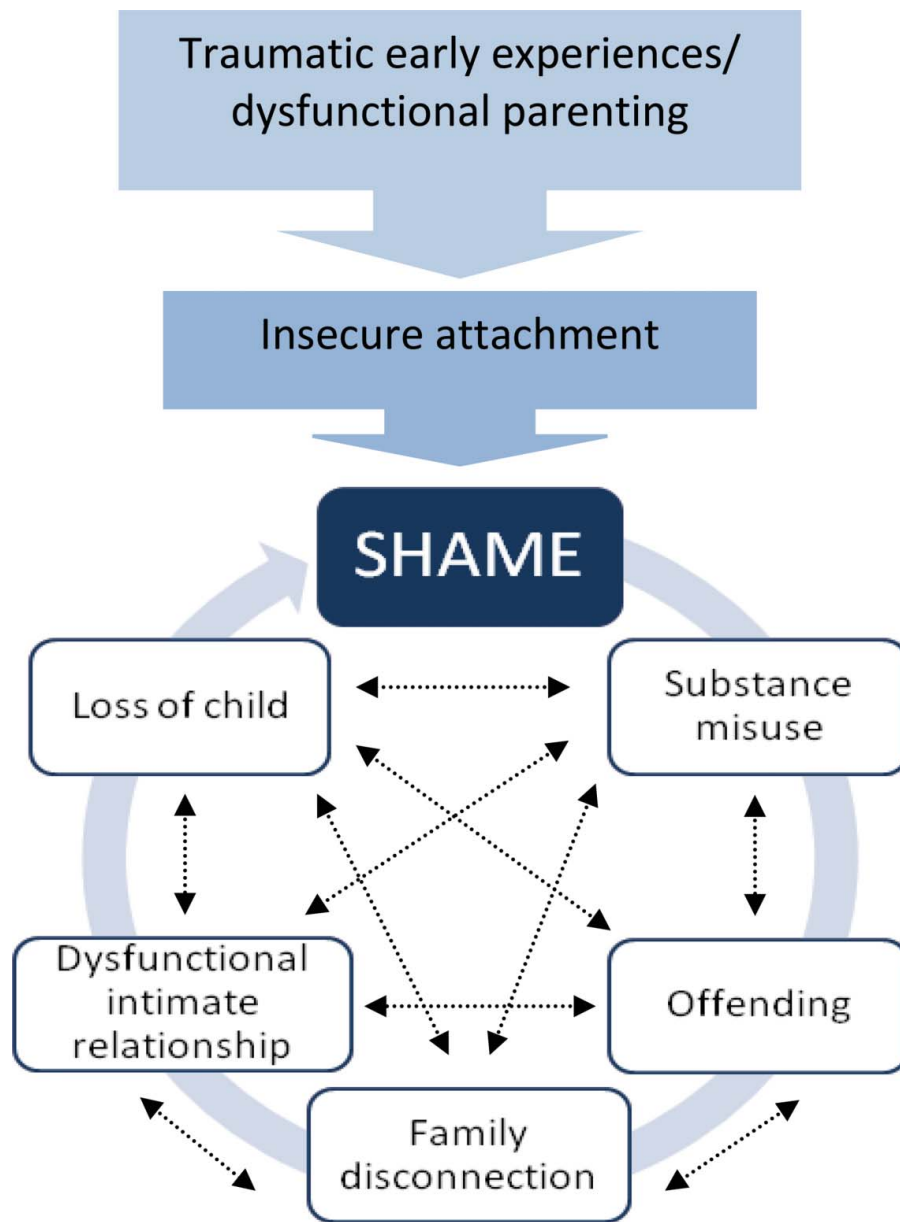 Traumatic early experiences/
dysfunctional parenting
Insecure attachment
SHAME
Loss of child
Substance
misuse
Dysfunctional
intimate
relationship
Offending
Family
disconnection